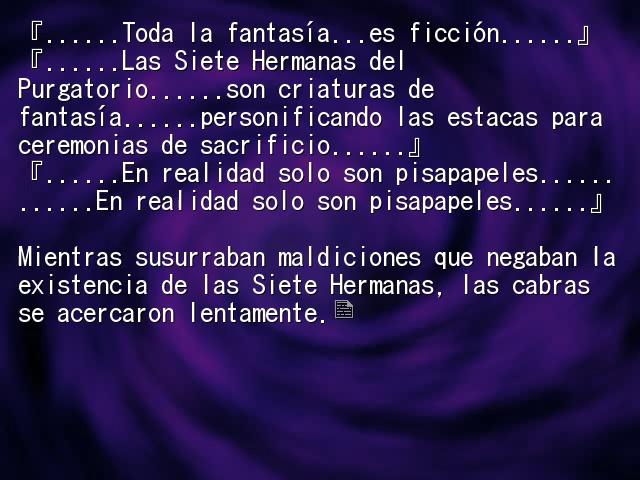 『......Toda la fantasía...es ficción......』
『......Las Siete Hermanas del
Purgatorio......son criaturas de
fantasía......personificando las estacas para
ceremonias de sacrificio......』
『......En realidad solo son pisapapeles......
......En realidad solo son pisapapeles......』
Mientras susurraban maldiciones que negaban la
existencia de las Siete Hermanas, las cabras
se acercaron lentamente.